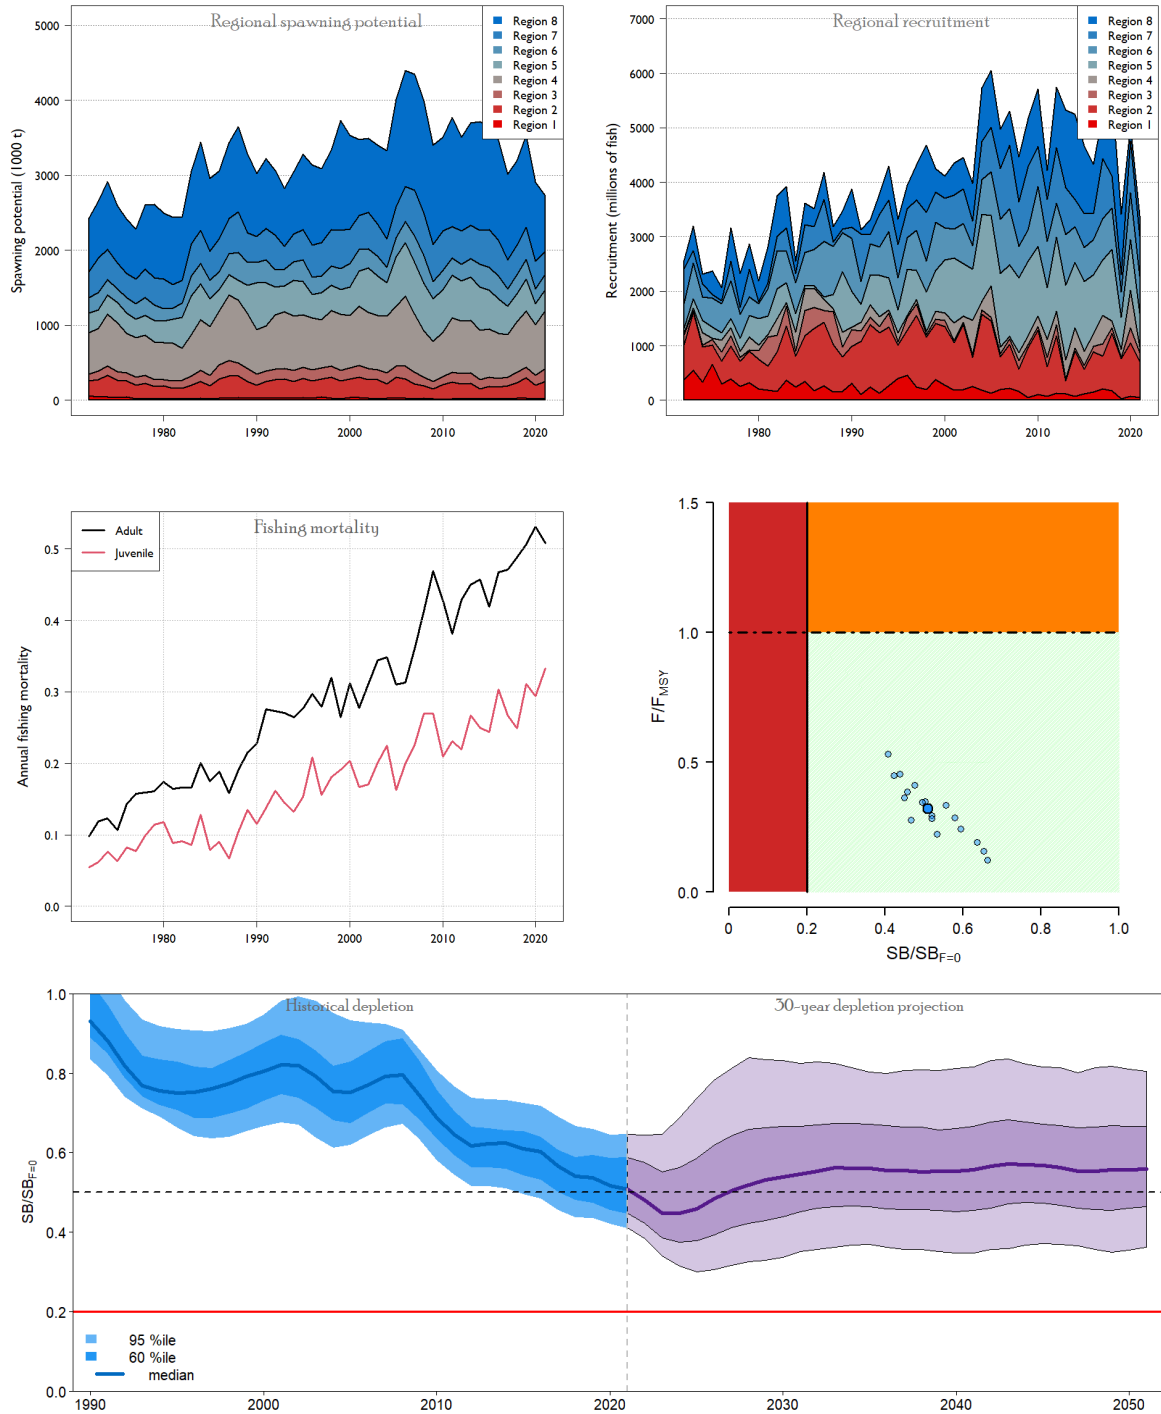 Regional spawning potential
Spawning potential (1000 t)
5000
4000
3000
2000
1000
0
1980
1990
2000
2010
2020
Region 8
Region 7
Region 6
Region 5
Region 4
Region 3
Region 2
Region 1
Regional recruitment
Recruitment (millions of fish)
7000
6000
5000
4000
3000
2000
1000
0
1980
1990
2000
2010
2020
Region 8
Region 7
Region 6
Region 5
Region 4
Region 3
Region 2
Region 1
Fishing mortality
Adult
Juvenile
Annual fishing mortality
0.5
0.4
0.3
0.2
0.1
0.0
1980
1990
2000
2010
2020
F/FMSY
1.5
1.0
0.5
0.0
0
0.2
0.4
0.6
0.8
1.0
SB/SBF=0
Historical depletion
30-year depletion projection
SB/SBF=0
1.0
0.8
0.6
0.4
0.2
0.0
95 %ile
60 %ile
median
1990
2000
2010
2020
2030
2040
2050